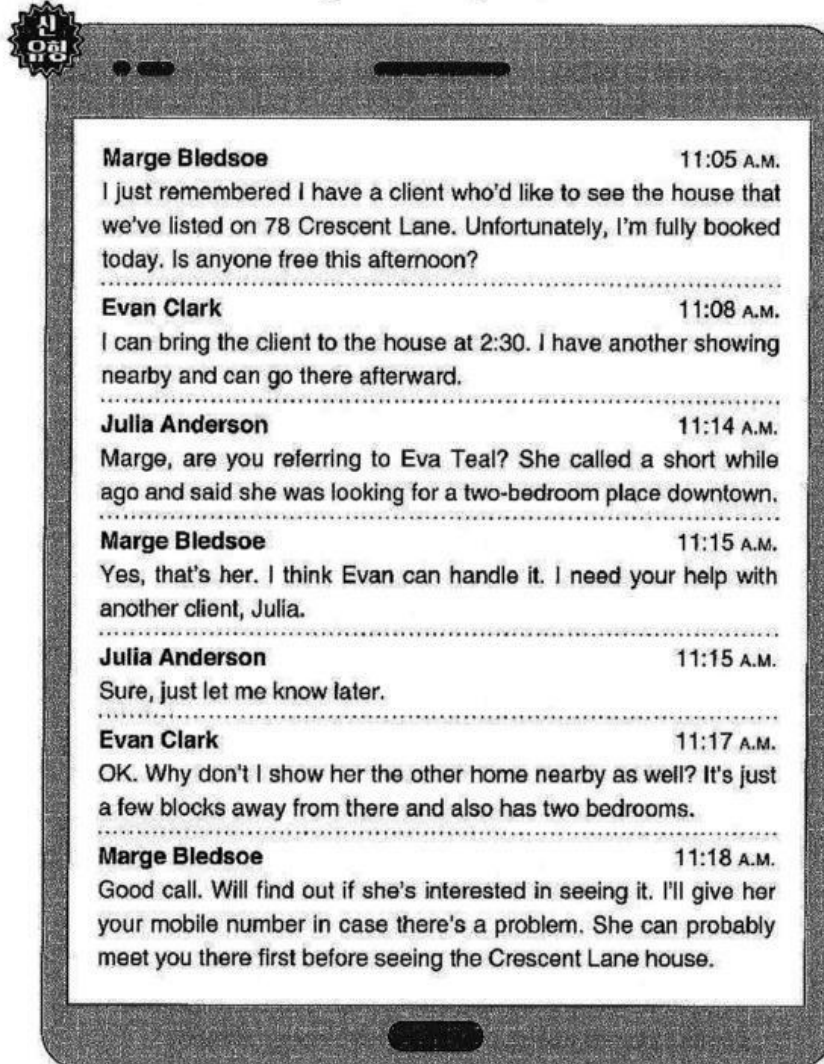 신
유형
Marge Bledsoe 11:05 A.M.
I just remembered I have a client who'd like to see the house that
we've listed on 78 Crescent Lane. Unfortunately, I'm fully booked
today. Is anyone free this afternoon?
Evan Clark 11:08 A.M.
I can bring the client to the house at 2:30. I have another showing
nearby and can go there afterward.
Julia Anderson 11:14 A.M.
Marge, are you referring to Eva Teal? She called a short while
ago and said she was looking for a two-bedroom place downtown.
Marge Bledsoe 11:15 A.M.
Yes, that's her. I think Evan can handle it. I need your help with
another client, Julia.
Julia Anderson 11:15 A.M.
Sure, just let me know later.
Evan Clark 11:17 A.M.
OK. Why don't I show her the other home nearby as well? It's just
a few blocks away from there and also has two bedrooms.
Marge Bledsoe 11:18 A.M.
Good call. Will find out if she's interested in seeing it. I'll give her
your mobile number in case there's a problem. She can probably
meet you there first before seeing the Crescent Lane house.